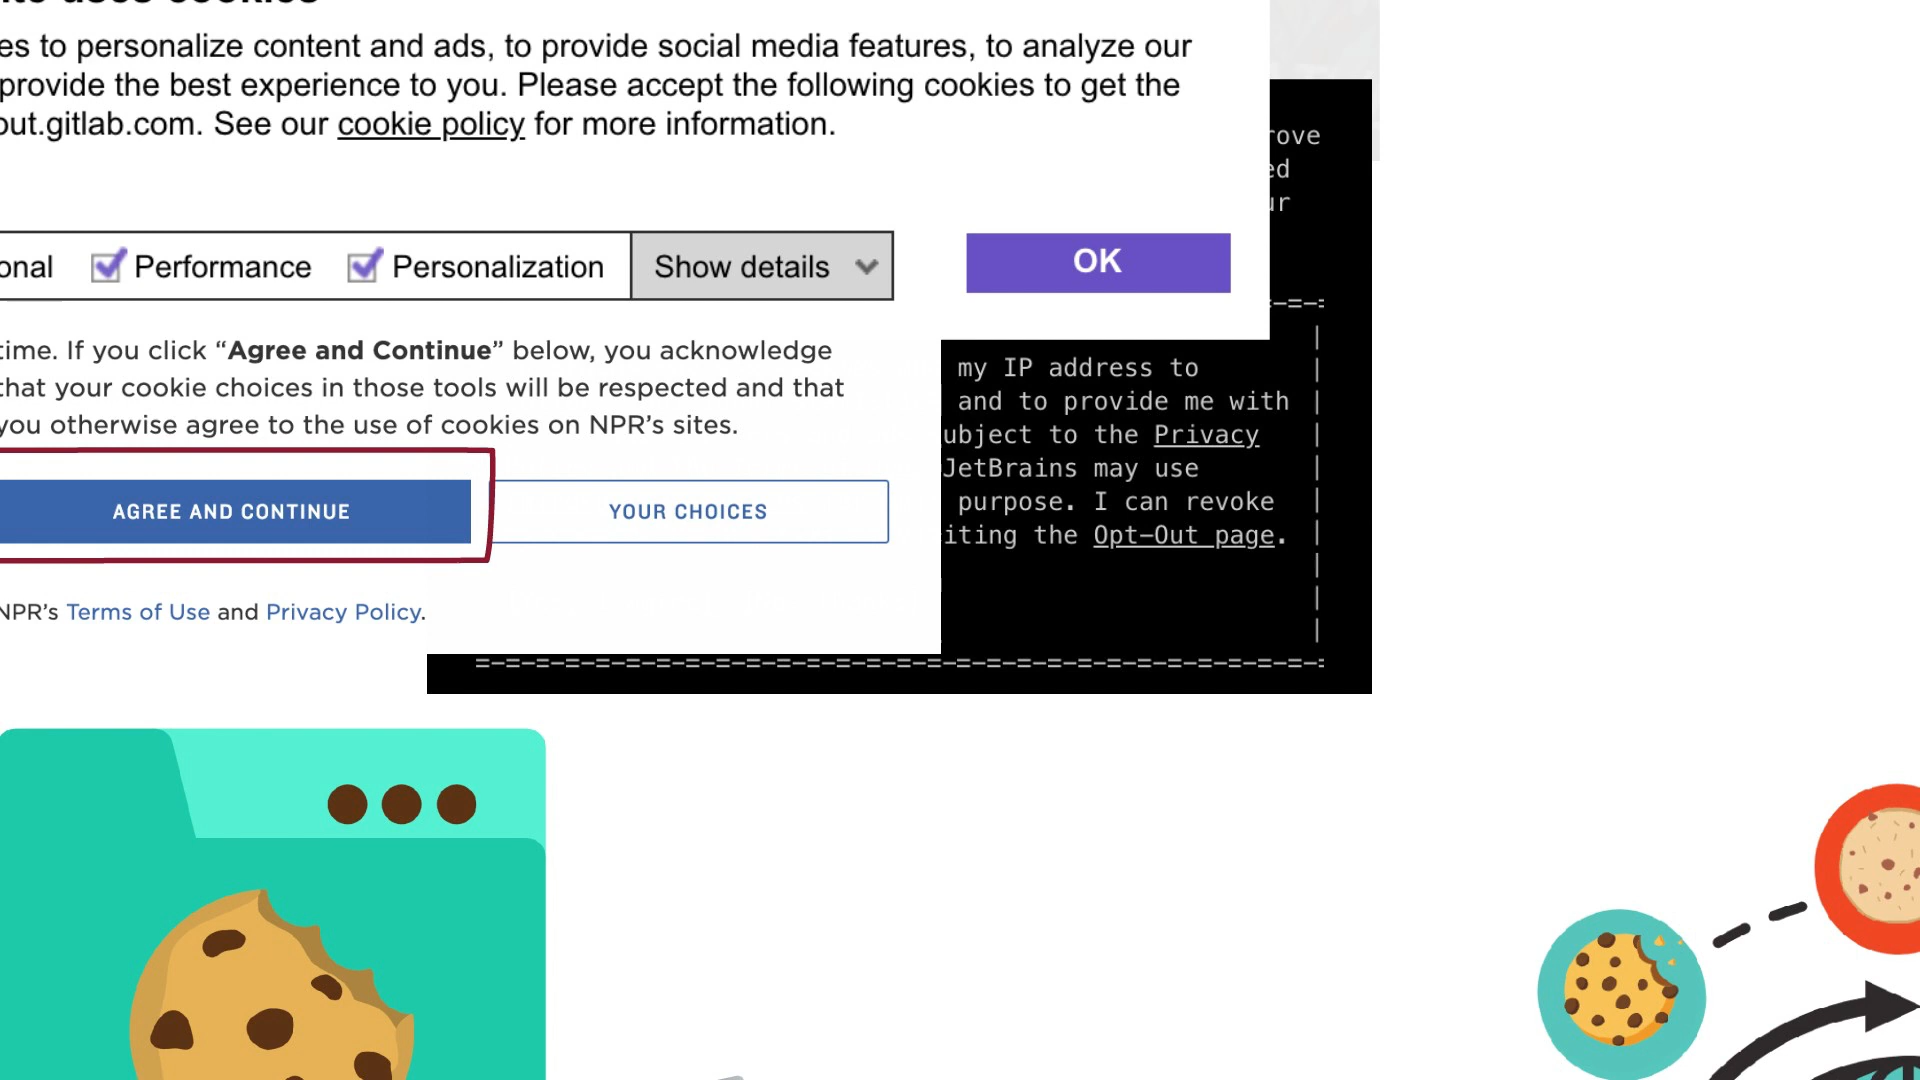 es to personalize content and ads, to provide social media features, to analyze our
provide the best experience to you. Please accept the following cookies to get the
out.gitlab.com. See our cookie policy for more information.
onal Performance Personalization Show details OK
rove
ed
ur
=-=-=
time. If you click “Agree and Continue” below, you acknowledge
that your cookie choices in those tools will be respected and that
you otherwise agree to the use of cookies on NPR’s sites.
AGREE AND CONTINUE YOUR CHOICES
NPR’s Terms of Use and Privacy Policy.
my IP address to
and to provide me with
ubject to the Privacy
JetBrains may use
purpose. I can revoke
iting the Opt-Out page.